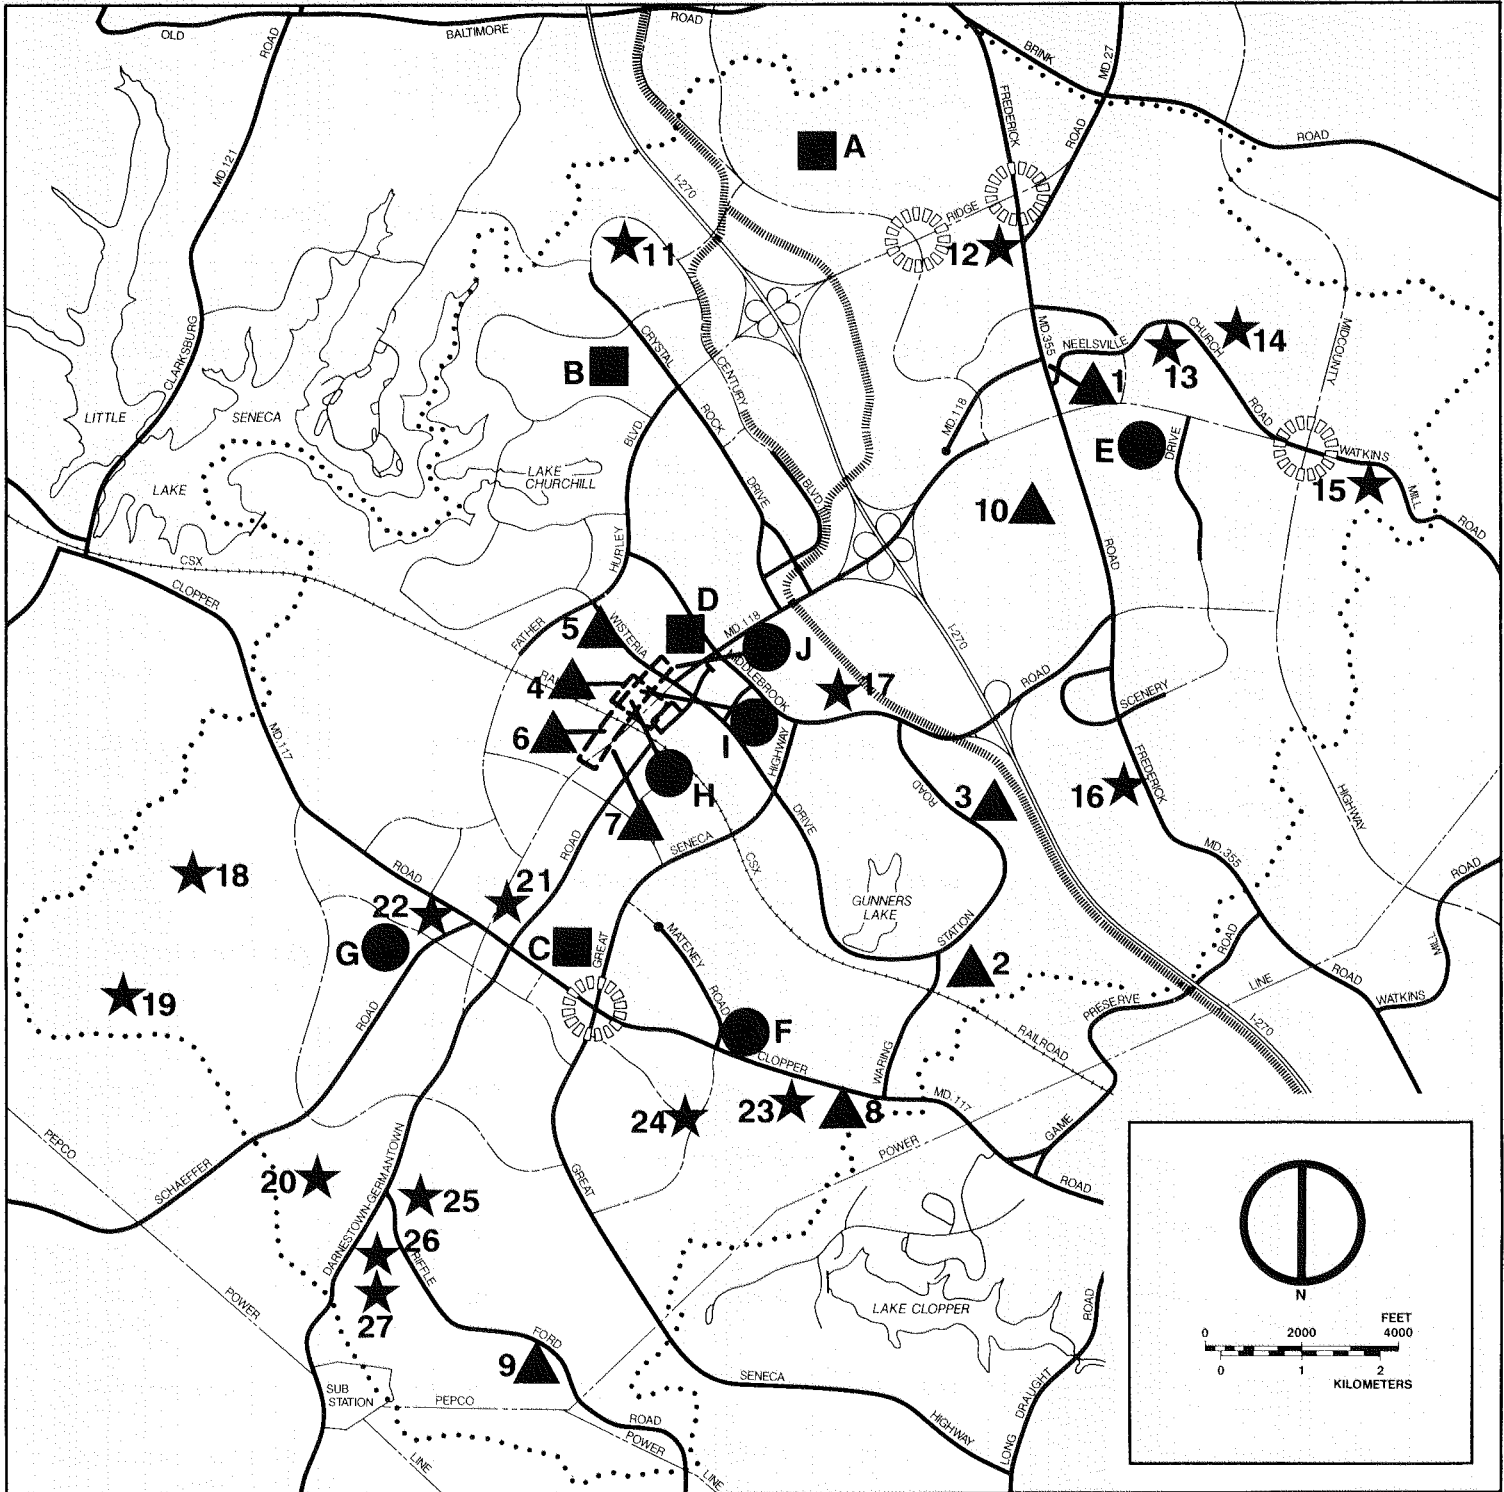 OLD
BALTIMORE
ROAD
ROAD
BRINK
MD.27
ROAD
ROAD
MD.121
I-270
FREDERICK
A
RIDGE
11
12
CLARKSBURG
CRYSTAL
CENTURY
MD.355
NEELSVILLE
CHURCH
14
MIDCOUNTY
B
13
1
LITTLE
SENECA
LAKE
BLVD.
ROCK
MD.118
ROAD
E
DRIVE
WATKINS
LAKE
CHURCHILL
DRIVE
BLVD.
10
15
MILL
ROAD
CSX
CLOPPER
HURLEY
ROAD
D
MD.118
FATHER
5
WISTERIA
J
I-270
4
MIDDLEBROOK
17
ROAD
SCENERY
6
I
HIGHWAY
MD.117
H
7
DRIVE
ROAD
3
16
FREDERICK
HIGHWAY
ROAD
SENECA
CSX
MD.355
ROAD
18
ROAD
21
GUNNERS
LAKE
22
G
C
GREAT
MATENEY
ROAD
STATION
2
ROAD
MILL
19
ROAD
F
CLOPPER
WARING
RAILROAD
PRESERVE
LINE
ROAD
WATKINS
I-270
24
23
8
MD.117
GAME
POWER
ROAD
PEPCO
SCHAEFFER
20
DARNESTOWN-GERMANTOWN
25
GREAT
26
RIFFLE
27
POWER
FORD
9
LAKE CLOPPER
ROAD
SUB
STATION
PEPCO
LINE
ROAD
POWER
LINE
SENECA
HIGHWAY
LONG
DRAUGHT
N
FEET
0 2000 4000
0 1 2
KILOMETERS